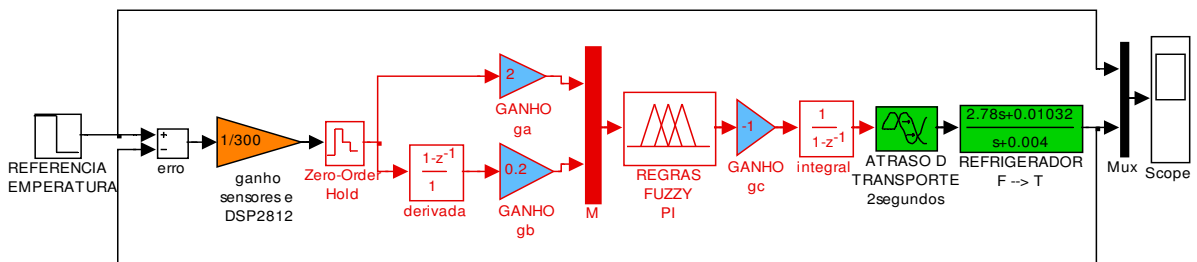 REFERENCIA
EMPERATURA
+
−
erro
1/300
ganho
sensores e
DSP2812
Zero-Order
Hold
2
GANHO
ga
1-z⁻¹
1
derivada
0.2
GANHO
gb
M
REGRAS
FUZZY
PI
-1
GANHO
gc
1
1-z⁻¹
integral
ATRASO D
TRANSPORTE
2segundos
2.78s+0.01032
s+0.004
REFRIGERADOR
F --> T
Mux
Scope